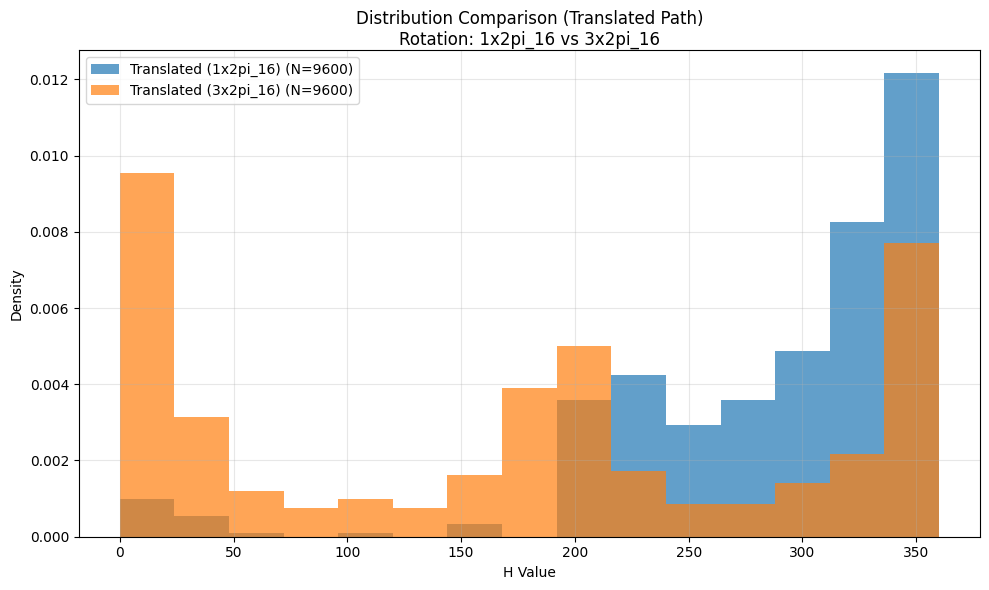 Distribution Comparison (Translated Path)
Rotation: 1x2pi_16 vs 3x2pi_16
Translated (1x2pi_16) (N=9600)
Translated (3x2pi_16) (N=9600)
Density
0.012
0.010
0.008
0.006
0.004
0.002
0.000
0 50 100 150 200 250 300 350
H Value